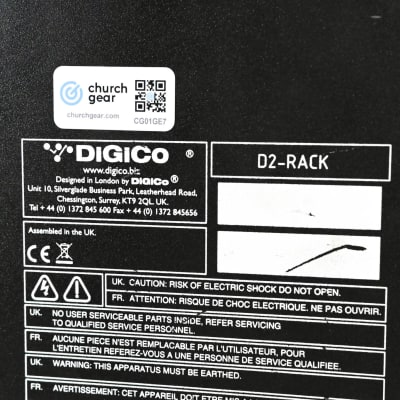 church
gear
churchgear.com
CG01GE7
DiGiCo ®
www.digico.biz
Designed in London by DiGiCo ®
Unit 10, Silverglade Business Park, Leatherhead Road,
Chessington, Surrey, KT9 2QL UK.
Tel + 44 (0) 1372 845 600 Fax + 44 (0) 1372 845656
D2-RACK
Assembled in the UK.
CE
UK. CAUTION: RISK OF ELECTRIC SHOCK DO NOT OPEN.
FR. ATTENTION: RISQUE DE CHOC ELECTRIQUE. NE PAS OUVRIR.
UK. NO USER SERVICEABLE PARTS INSIDE, REFER SERVICING
TO QUALIFIED SERVICE PERSONNEL.
FR. AUCUNE PIECE N'EST REMPLACABLE PAR L'UTILISATEUR, POUR
L'ENTRETIEN REFEREZ-VOUS A UNE PERSONNE DE SERVICE QUALIFIEE.
UK. WARNING: THIS APPARATUS MUST BE EARTHED.
FR. AVERTISSEMENT: CET APPAREIL DOIT ETRE MIS